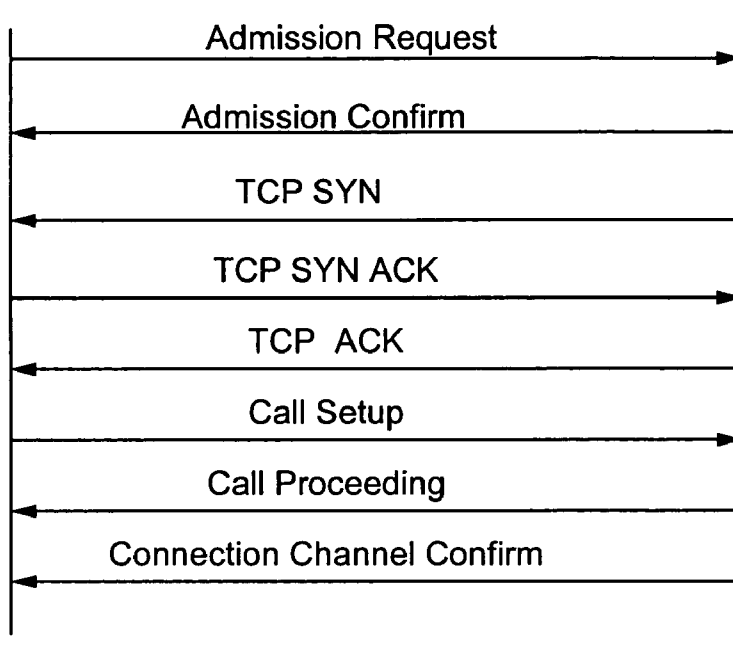 Admission Request
Admission Confirm
TCP SYN
TCP SYN ACK
TCP ACK
Call Setup
Call Proceeding
Connection Channel Confirm